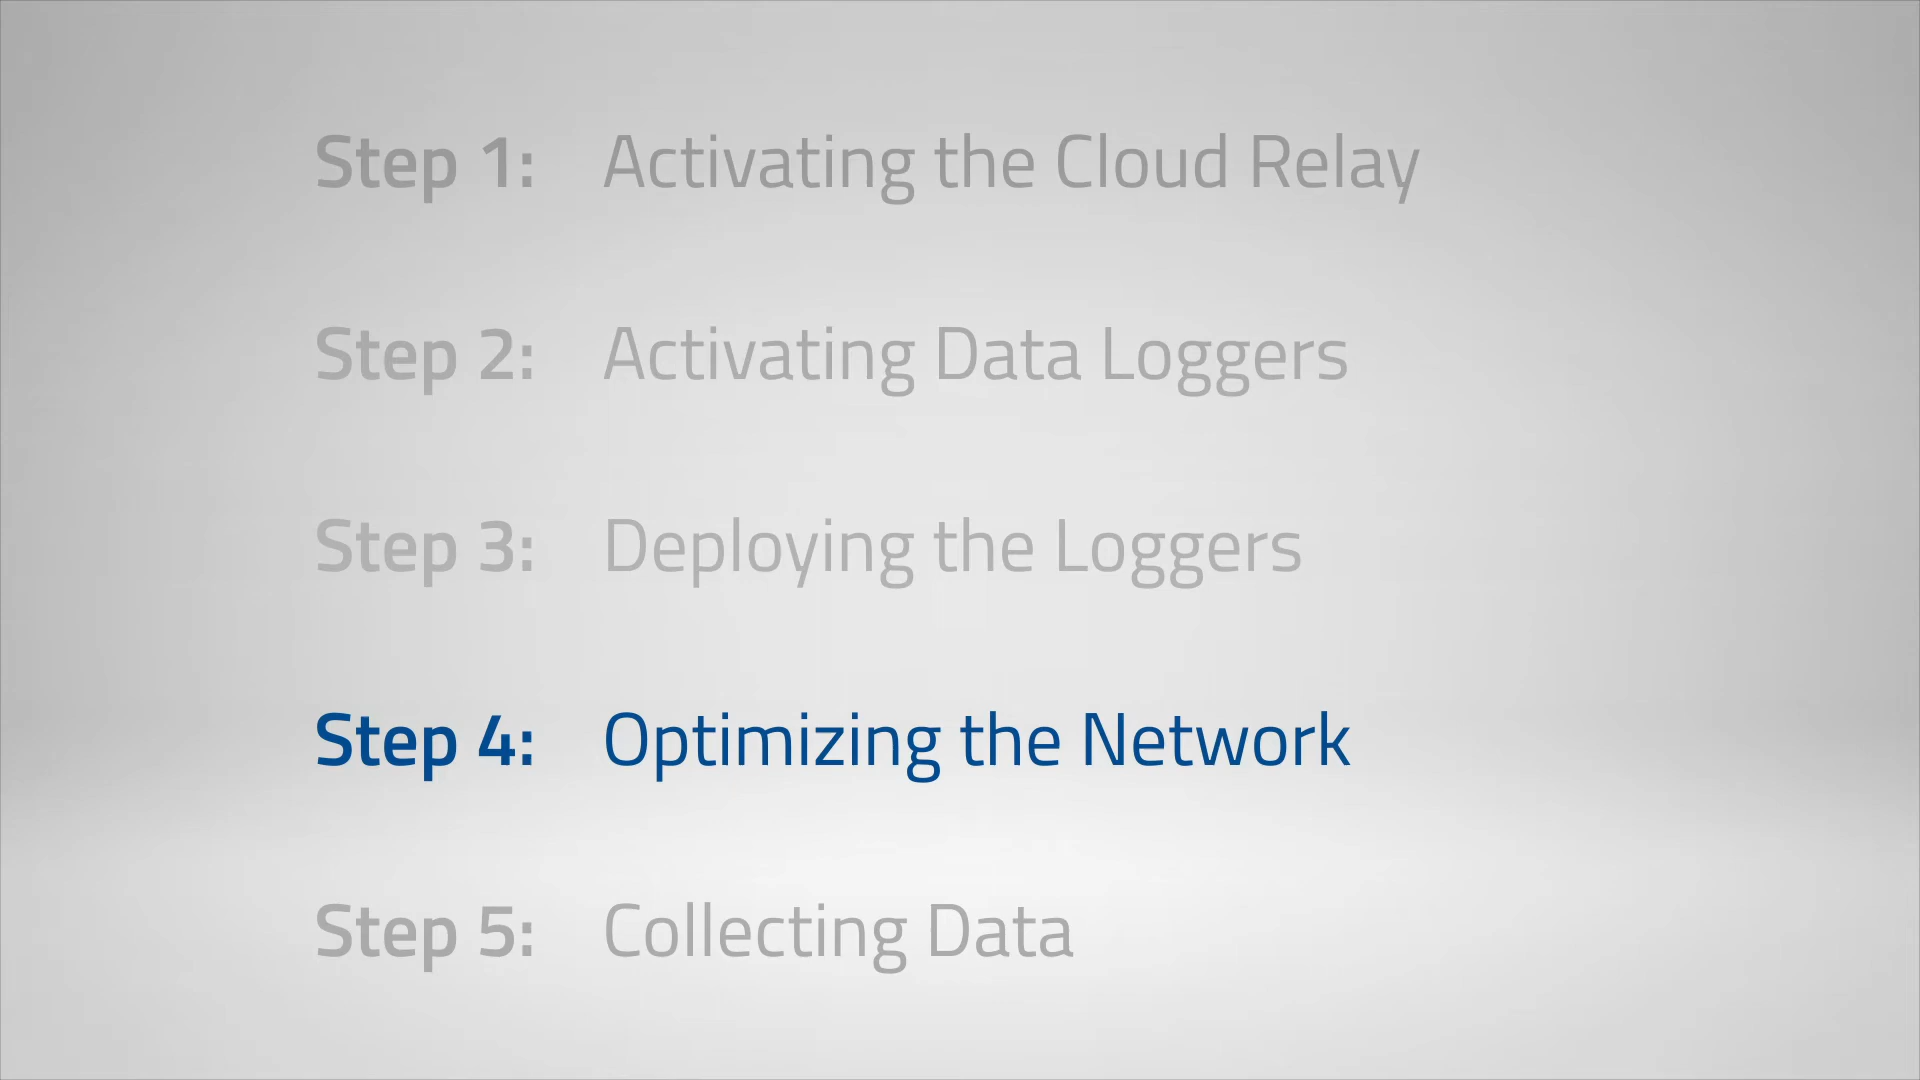 Step 1: Activating the Cloud Relay
Step 2: Activating Data Loggers
Step 3: Deploying the Loggers
Step 4: Optimizing the Network
Step 5: Collecting Data